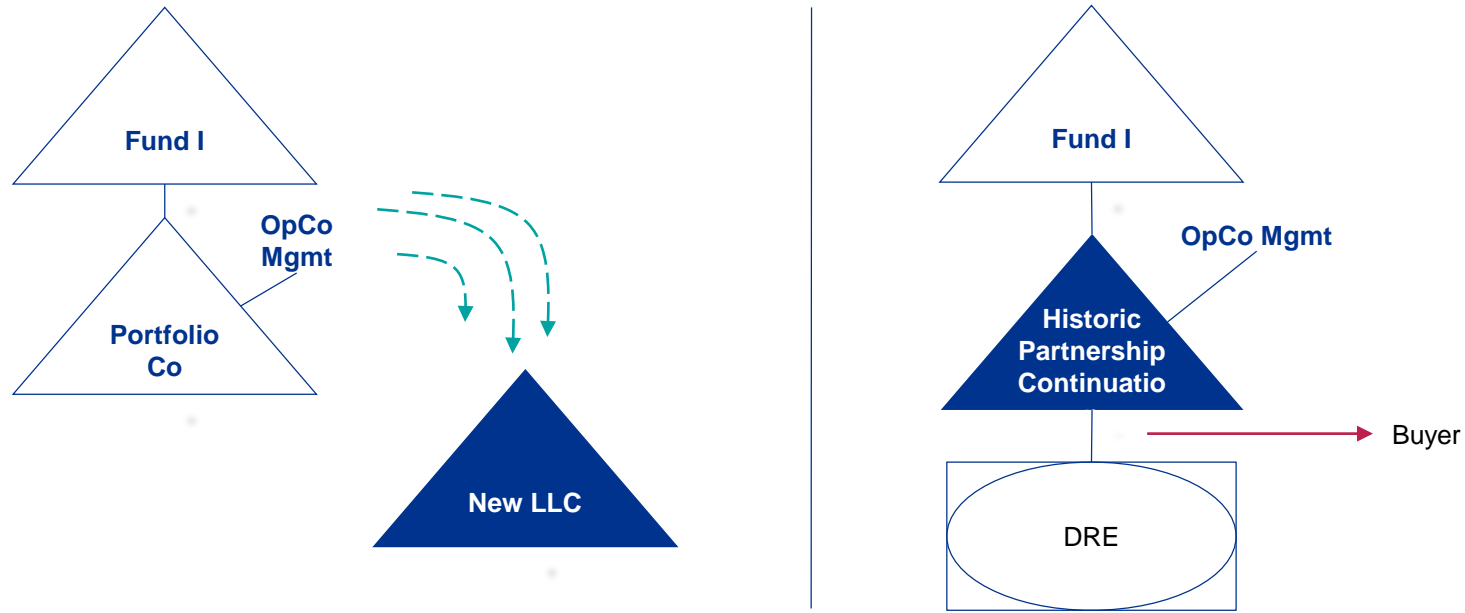 Fund I
OpCo
Mgmt
Portfolio
Co
New LLC
Fund I
OpCo Mgmt
Historic
Partnership
Continuatio
Buyer
DRE